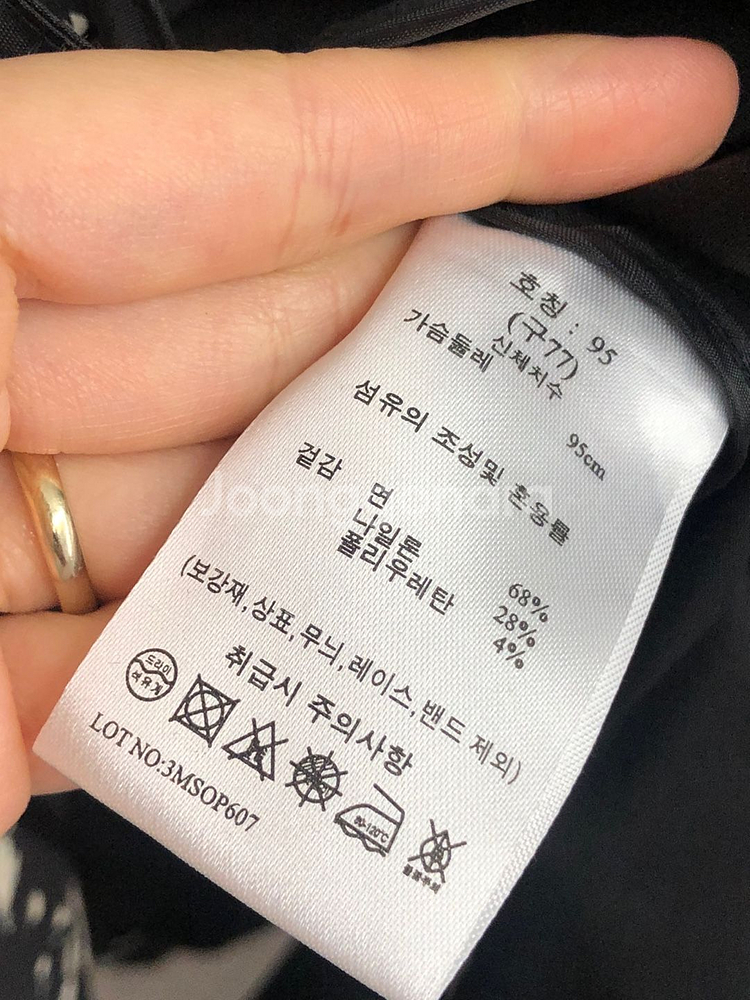 호칭 : 95
(구77)
신체치수
가슴둘레 95cm
섬유의 조성및 혼용률
겉감 면 68%
나일론 28%
폴리우레탄 4%
(보강재,상표,무늬,레이스,밴드 제외)
취급시 주의사항
드라이
석유계
80~120℃
LOT NO:3MSOP607